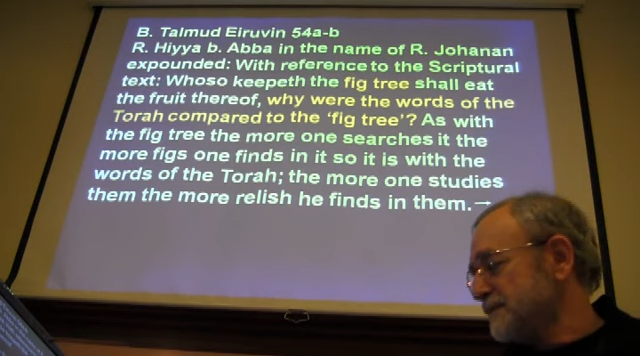 B. Talmud Eiruvin 54a-b
R. Hiyya b. Abba in the name of R. Johanan
expounded: With reference to the Scriptural
text: Whoso keepeth the fig tree shall eat
the fruit thereof, why were the words of the
Torah compared to the ‘fig tree’? As with
the fig tree the more one searches it the
more figs one finds in it so it is with the
words of the Torah; the more one studies
them the more relish he finds in them.→